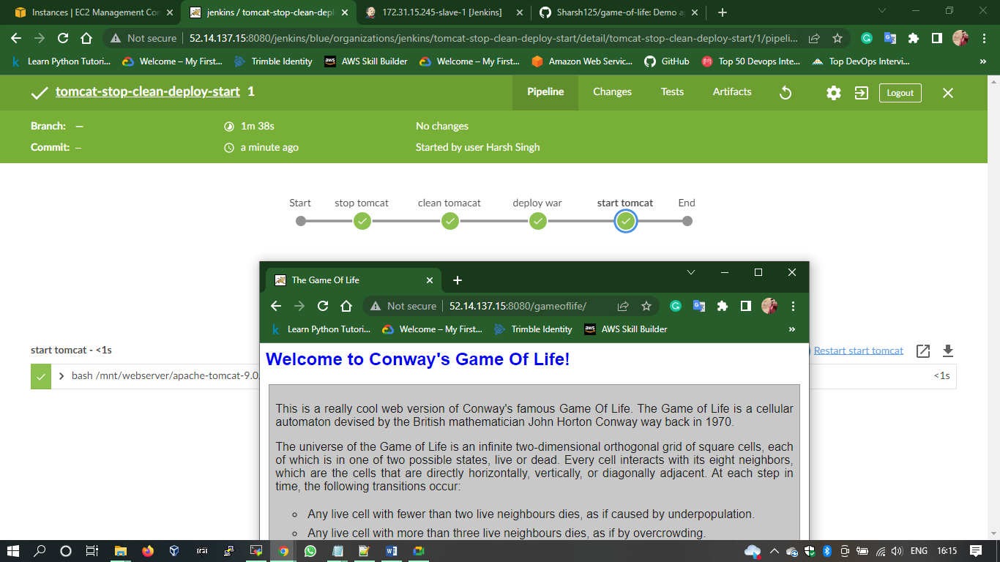 Instances | EC2 Management Con
jenkins / tomcat-stop-clean-depl
172.31.15.245-slave-1 [Jenkins]
Sharsh125/game-of-life: Demo a
Not secure
52.14.137.15:8080/jenkins/blue/organizations/jenkins/tomcat-stop-clean-deploy-start/detail/tomcat-stop-clean-deploy-start/1/pipeli...
Learn Python Tutori...
Welcome – My First...
Trimble Identity
AWS Skill Builder
Welcome – My First...
Amazon Web Servic...
GitHub
Top 50 Devops Inte...
Top DevOps Intervi...
»
tomcat-stop-clean-deploy-start 1
Pipeline
Changes
Tests
Artifacts
Logout
Branch: —
1m 38s
No changes
Commit: –
a minute ago
Started by user Harsh Singh
Start
stop tomcat
clean tomacat
deploy war
start tomcat
End
The Game Of Life
Not secure
52.14.137.15:8080/gameoflife/
Learn Python Tutori...
Welcome – My First...
Trimble Identity
AWS Skill Builder
»
start tomcat - <1s
Restart start tomcat
bash /mnt/webserver/apache-tomcat-9.0.
<1s
Welcome to Conway's Game Of Life!
This is a really cool web version of Conway's famous Game Of Life. The Game of Life is a cellular
automaton devised by the British mathematician John Horton Conway way back in 1970.
The universe of the Game of Life is an infinite two-dimensional orthogonal grid of square cells, each
of which is in one of two possible states, live or dead. Every cell interacts with its eight neighbors,
which are the cells that are directly horizontally, vertically, or diagonally adjacent. At each step in
time, the following transitions occur:
Any live cell with fewer than two live neighbours dies, as if caused by underpopulation.
Any live cell with more than three live neighbours dies, as if by overcrowding.
ENG
16:15